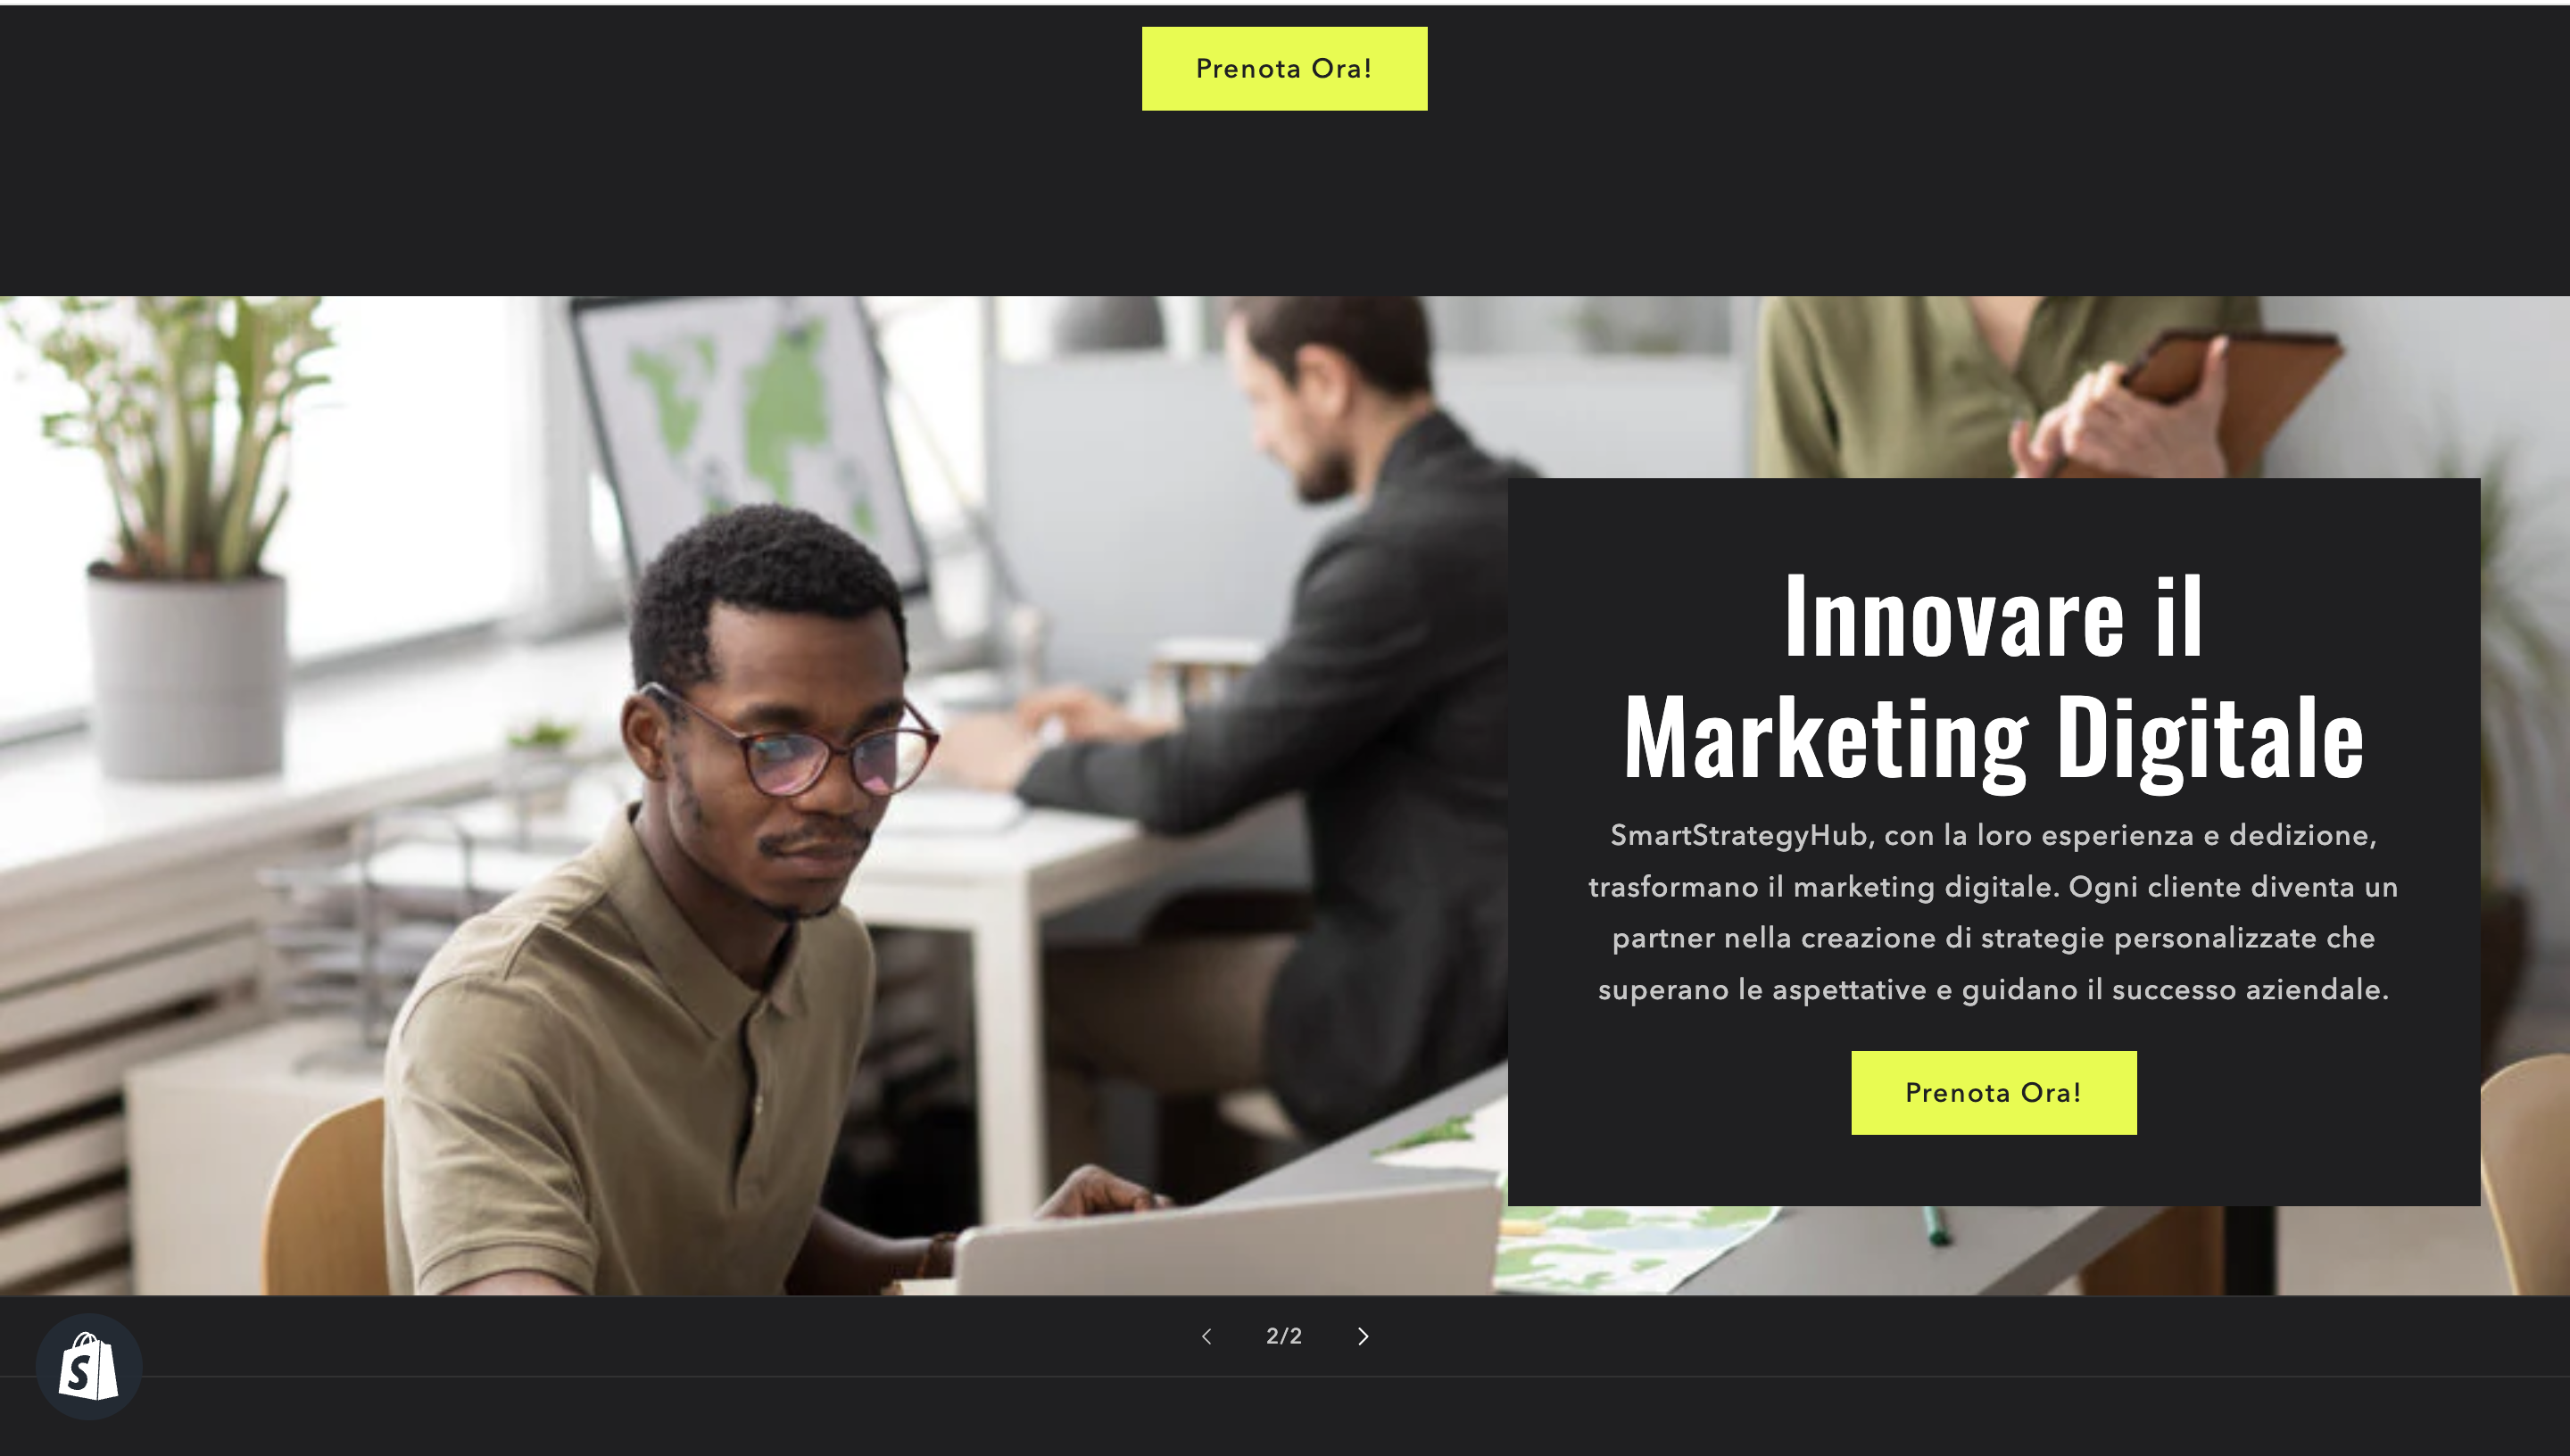 Prenota Ora!
Innovare il
Marketing Digitale
SmartStrategyHub, con la loro esperienza e dedizione,
trasformano il marketing digitale. Ogni cliente diventa un
partner nella creazione di strategie personalizzate che
superano le aspettative e guidano il successo aziendale.
Prenota Ora!
2/2
S